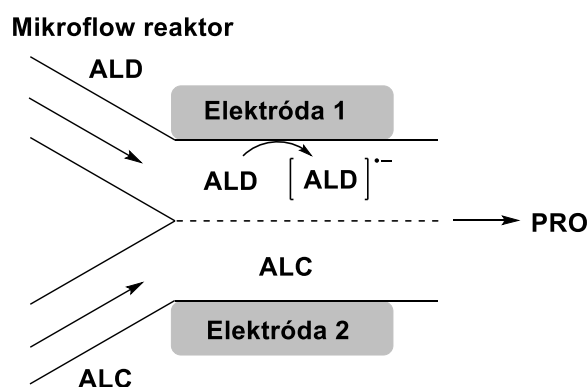 Mikroflow reaktor
ALD
Elektróda 1
ALD [ALD]•−
PRO
ALC
Elektróda 2
ALC